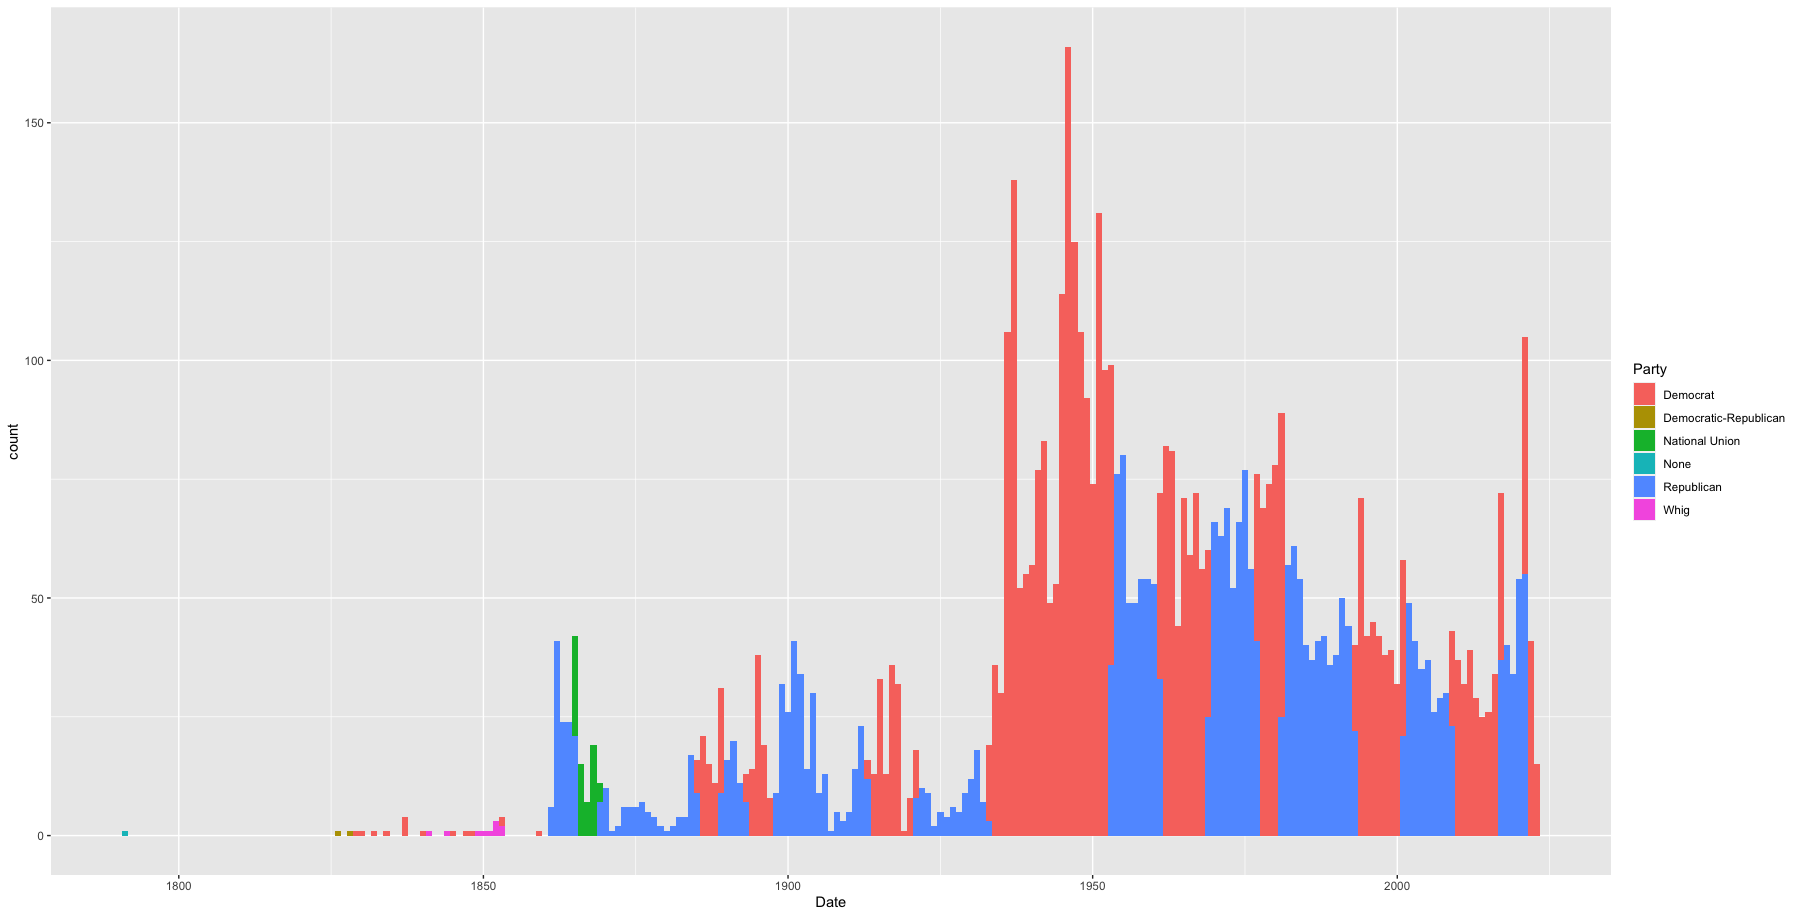 150
100
50
0
count
1800
1850
1900
1950
2000
Date
Party
Democrat
Democratic-Republican
National Union
None
Republican
Whig